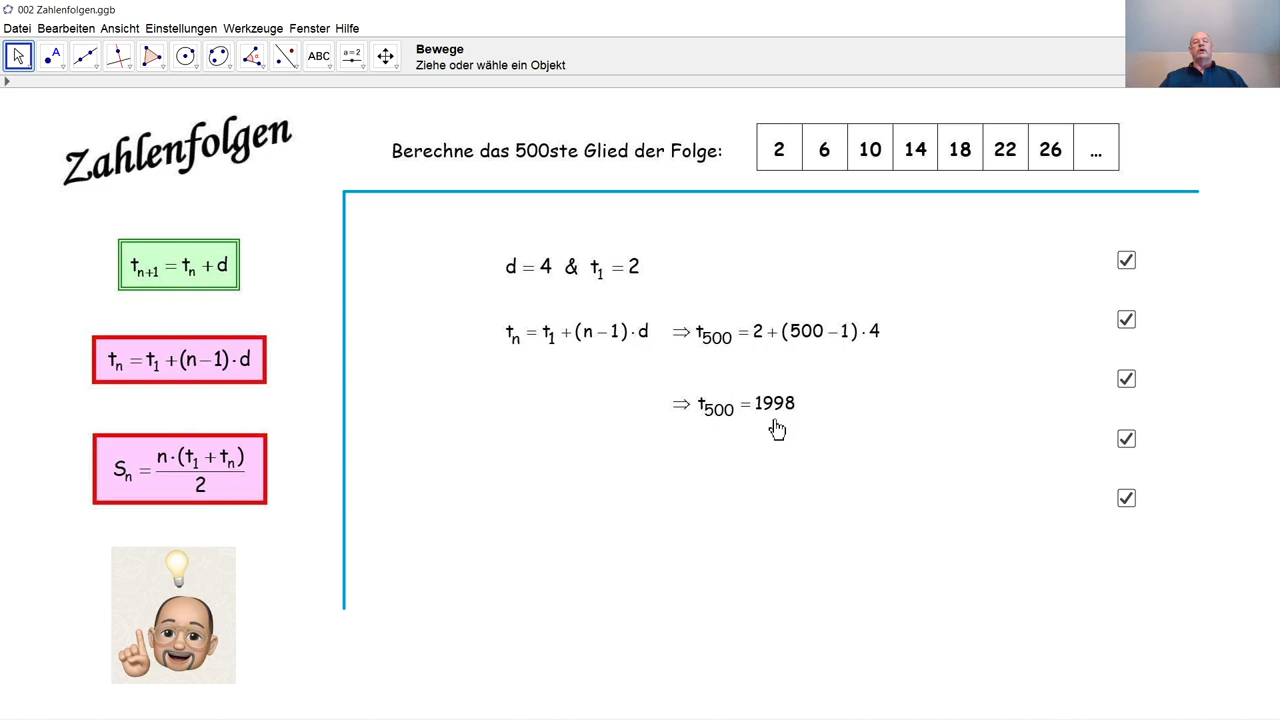 002 Zahlenfolgen.ggb
Datei Bearbeiten Ansicht Einstellungen Werkzeuge Fenster Hilfe
A ABC a=2
Bewege
Ziehe oder wähle ein Objekt
Zahlenfolgen
Berechne das 500ste Glied der Folge: 2 6 10 14 18 22 26 ...
tₙ₊₁ = tₙ + d
tₙ = t₁ + (n − 1) · d
Sₙ = n · (t₁ + tₙ) / 2
d = 4 & t₁ = 2
tₙ = t₁ + (n − 1) · d ⇒ t₅₀₀ = 2 + (500 − 1) · 4
⇒ t₅₀₀ = 1998